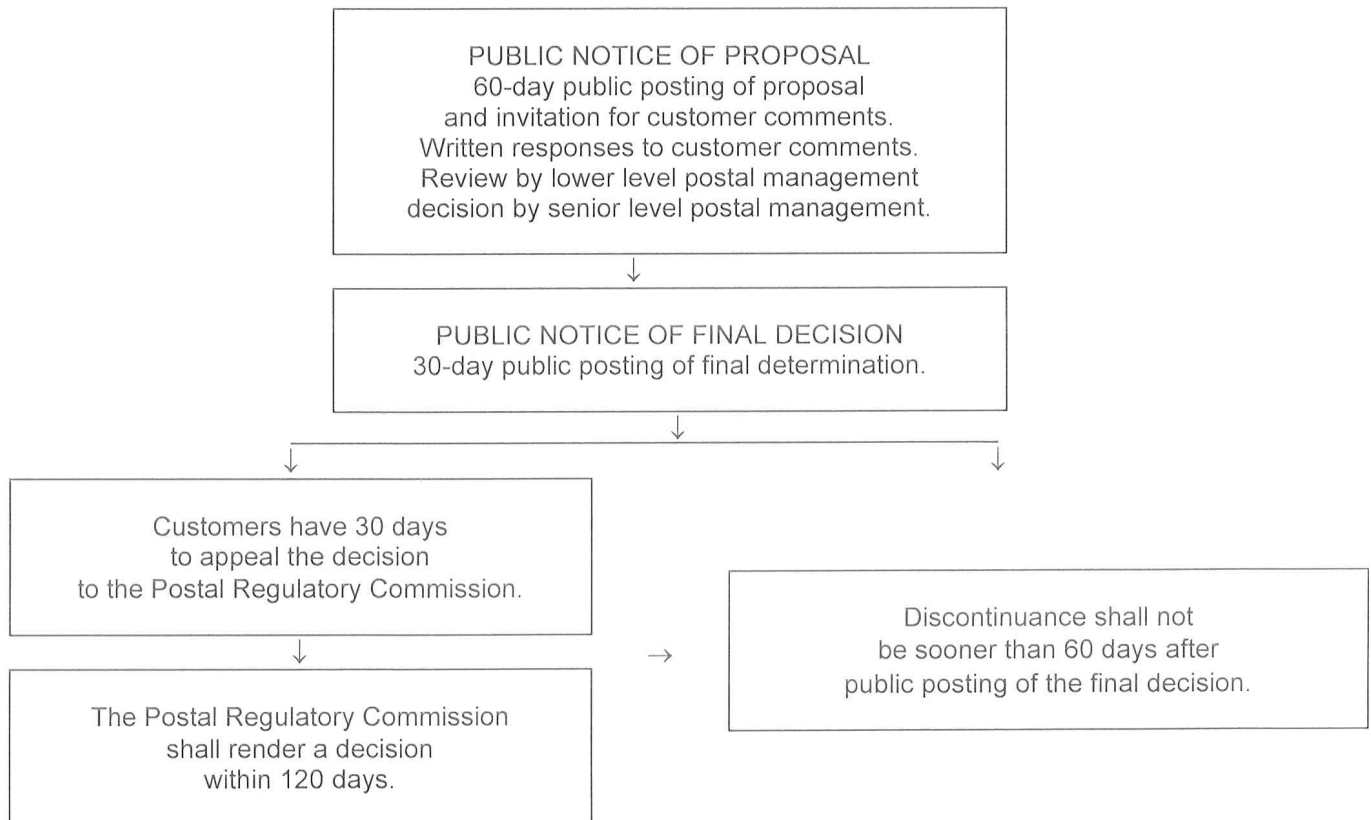 PUBLIC NOTICE OF PROPOSAL
60-day public posting of proposal
and invitation for customer comments.
Written responses to customer comments.
Review by lower level postal management
decision by senior level postal management.
↓
PUBLIC NOTICE OF FINAL DECISION
30-day public posting of final determination.
↓
↓ ↓
Customers have 30 days
to appeal the decision
to the Postal Regulatory Commission.
↓
The Postal Regulatory Commission
shall render a decision
within 120 days.
→
Discontinuance shall not
be sooner than 60 days after
public posting of the final decision.